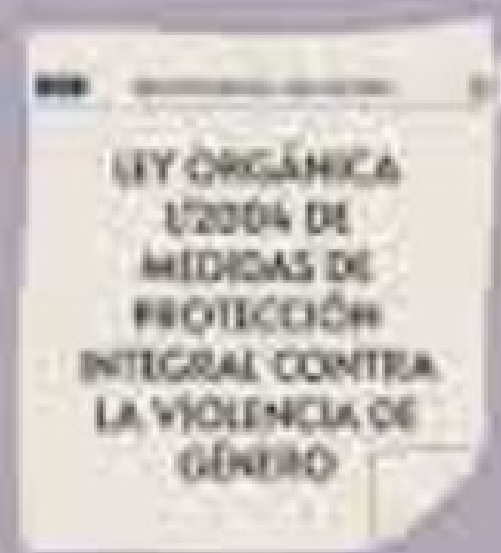 LEY ORGÁNICA
1/2004 DE
MEDIDAS DE
PROTECCIÓN
INTEGRAL CONTRA
LA VIOLENCIA DE
GÉNERO